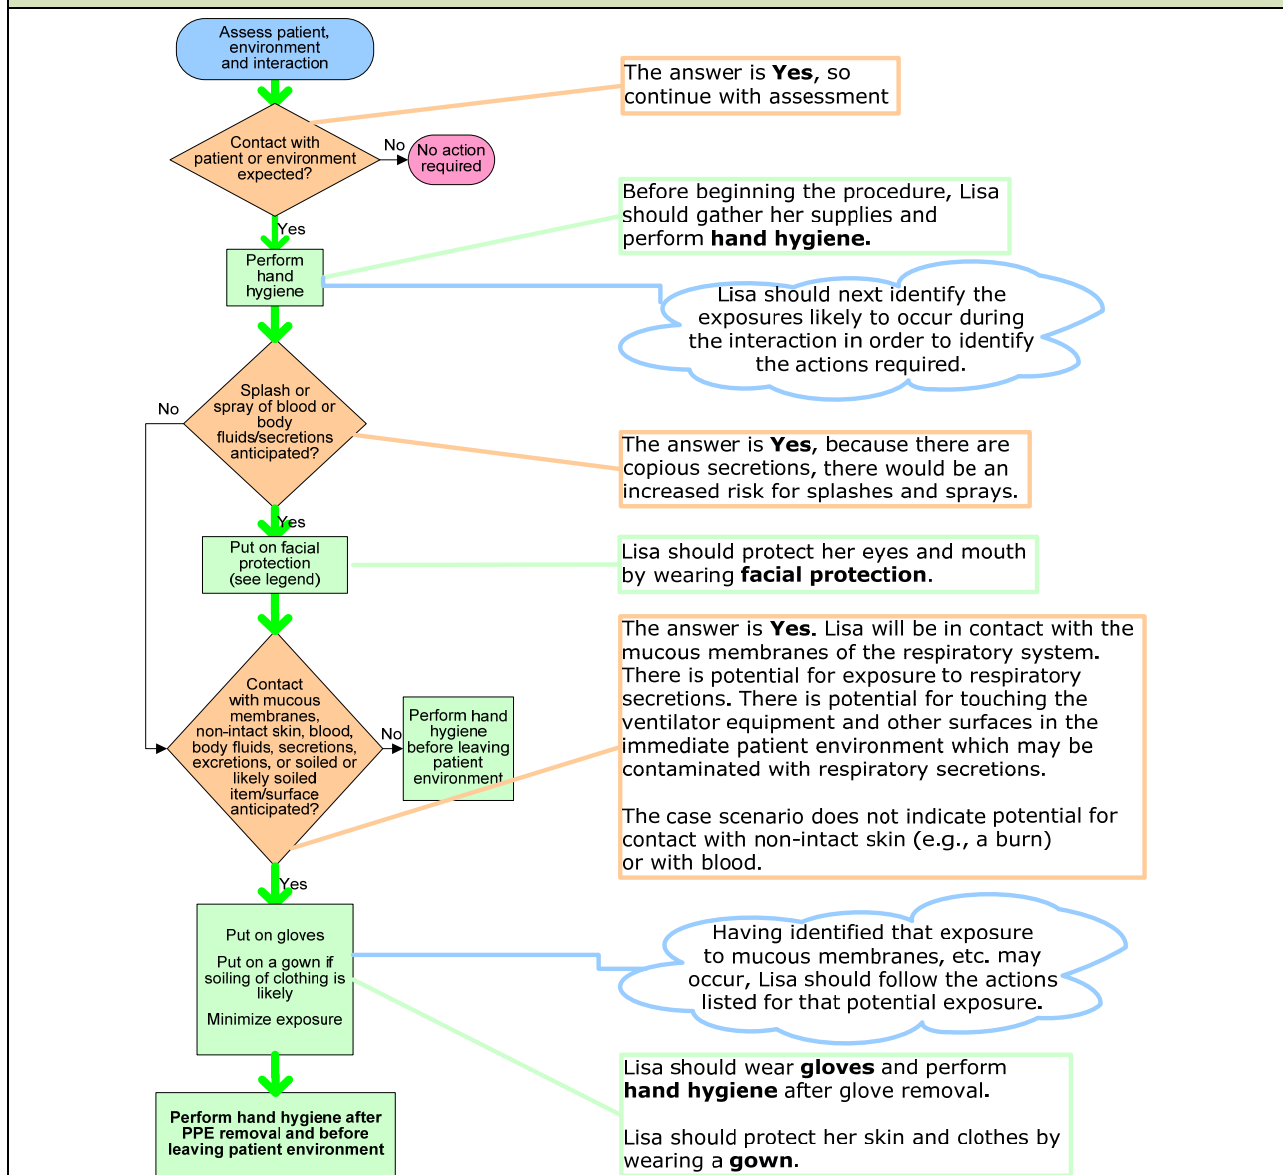 Assess patient,
environment
and interaction
The answer is Yes, so
continue with assessment
Contact with
patient or environment
expected?
No
No action
required
Yes
Before beginning the procedure, Lisa
should gather her supplies and
perform hand hygiene.
Perform
hand
hygiene
Lisa should next identify the
exposures likely to occur during
the interaction in order to identify
the actions required.
Splash or
spray of blood or
body
fluids/secretions
anticipated?
No
The answer is Yes, because there are
copious secretions, there would be an
increased risk for splashes and sprays.
Yes
Put on facial
protection
(see legend)
Lisa should protect her eyes and mouth
by wearing facial protection.
Contact
with mucous
membranes,
non-intact skin, blood,
body fluids, secretions,
excretions, or soiled or
likely soiled
item/surface
anticipated?
No
Perform hand
hygiene
before leaving
patient
environment
The answer is Yes. Lisa will be in contact with the
mucous membranes of the respiratory system.
There is potential for exposure to respiratory
secretions. There is potential for touching the
ventilator equipment and other surfaces in the
immediate patient environment which may be
contaminated with respiratory secretions.
The case scenario does not indicate potential for
contact with non-intact skin (e.g., a burn)
or with blood.
Yes
Put on gloves
Put on a gown if
soiling of clothing is
likely
Minimize exposure
Having identified that exposure
to mucous membranes, etc. may
occur, Lisa should follow the actions
listed for that potential exposure.
Lisa should wear gloves and perform
hand hygiene after glove removal.
Lisa should protect her skin and clothes by
wearing a gown.
Perform hand hygiene after
PPE removal and before
leaving patient environment